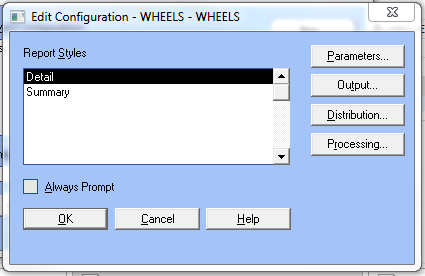 Edit Configuration - WHEELS - WHEELS
Report Styles
Detail
Summary
Parameters...
Output...
Distribution...
Processing...
Always Prompt
OK
Cancel
Help